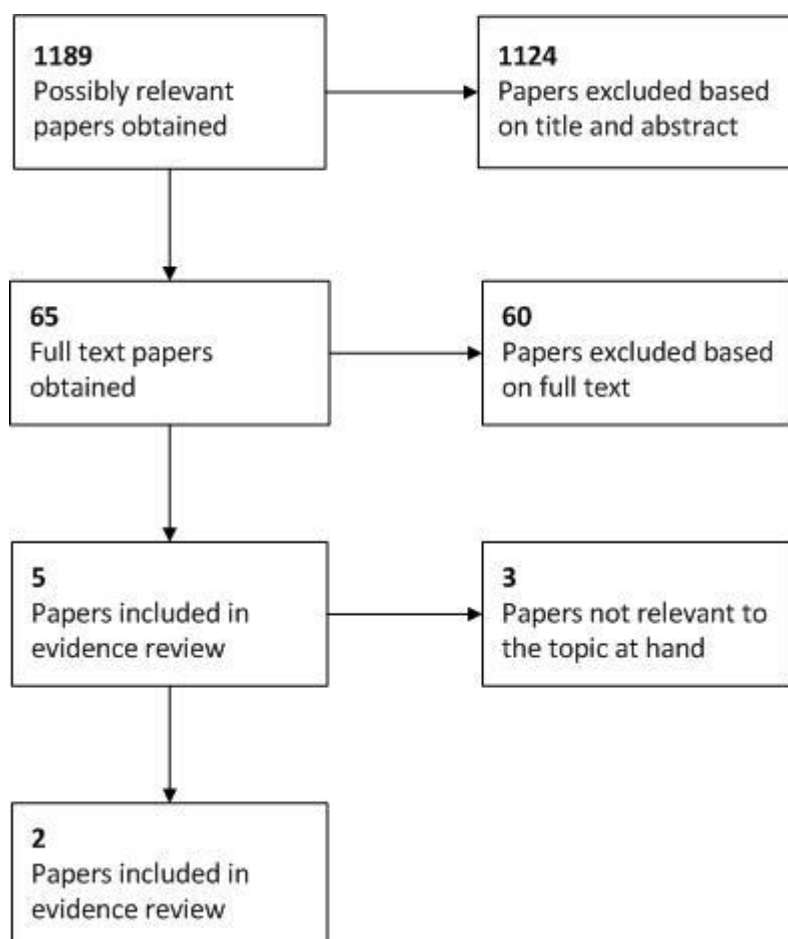 1189
Possibly relevant
papers obtained
1124
Papers excluded based
on title and abstract
65
Full text papers
obtained
60
Papers excluded based
on full text
5
Papers included in
evidence review
3
Papers not relevant to
the topic at hand
2
Papers included in
evidence review